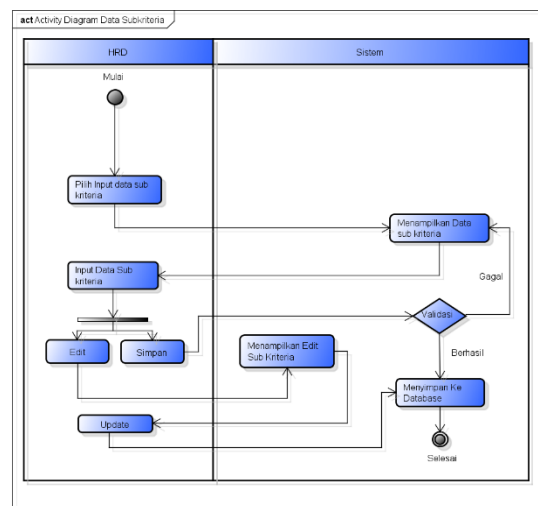 act Activity Diagram Data Subkriteria
HRD
Sistem
Mulai
Pilih Input data sub
kriteria
Menampilkan Data
sub kriteria
Input Data Sub
kriteria
Gagal
Validasi
Edit
Simpan
Menampilkan Edit
Sub Kriteria
Berhasil
Menyimpan Ke
Database
Update
Selesai